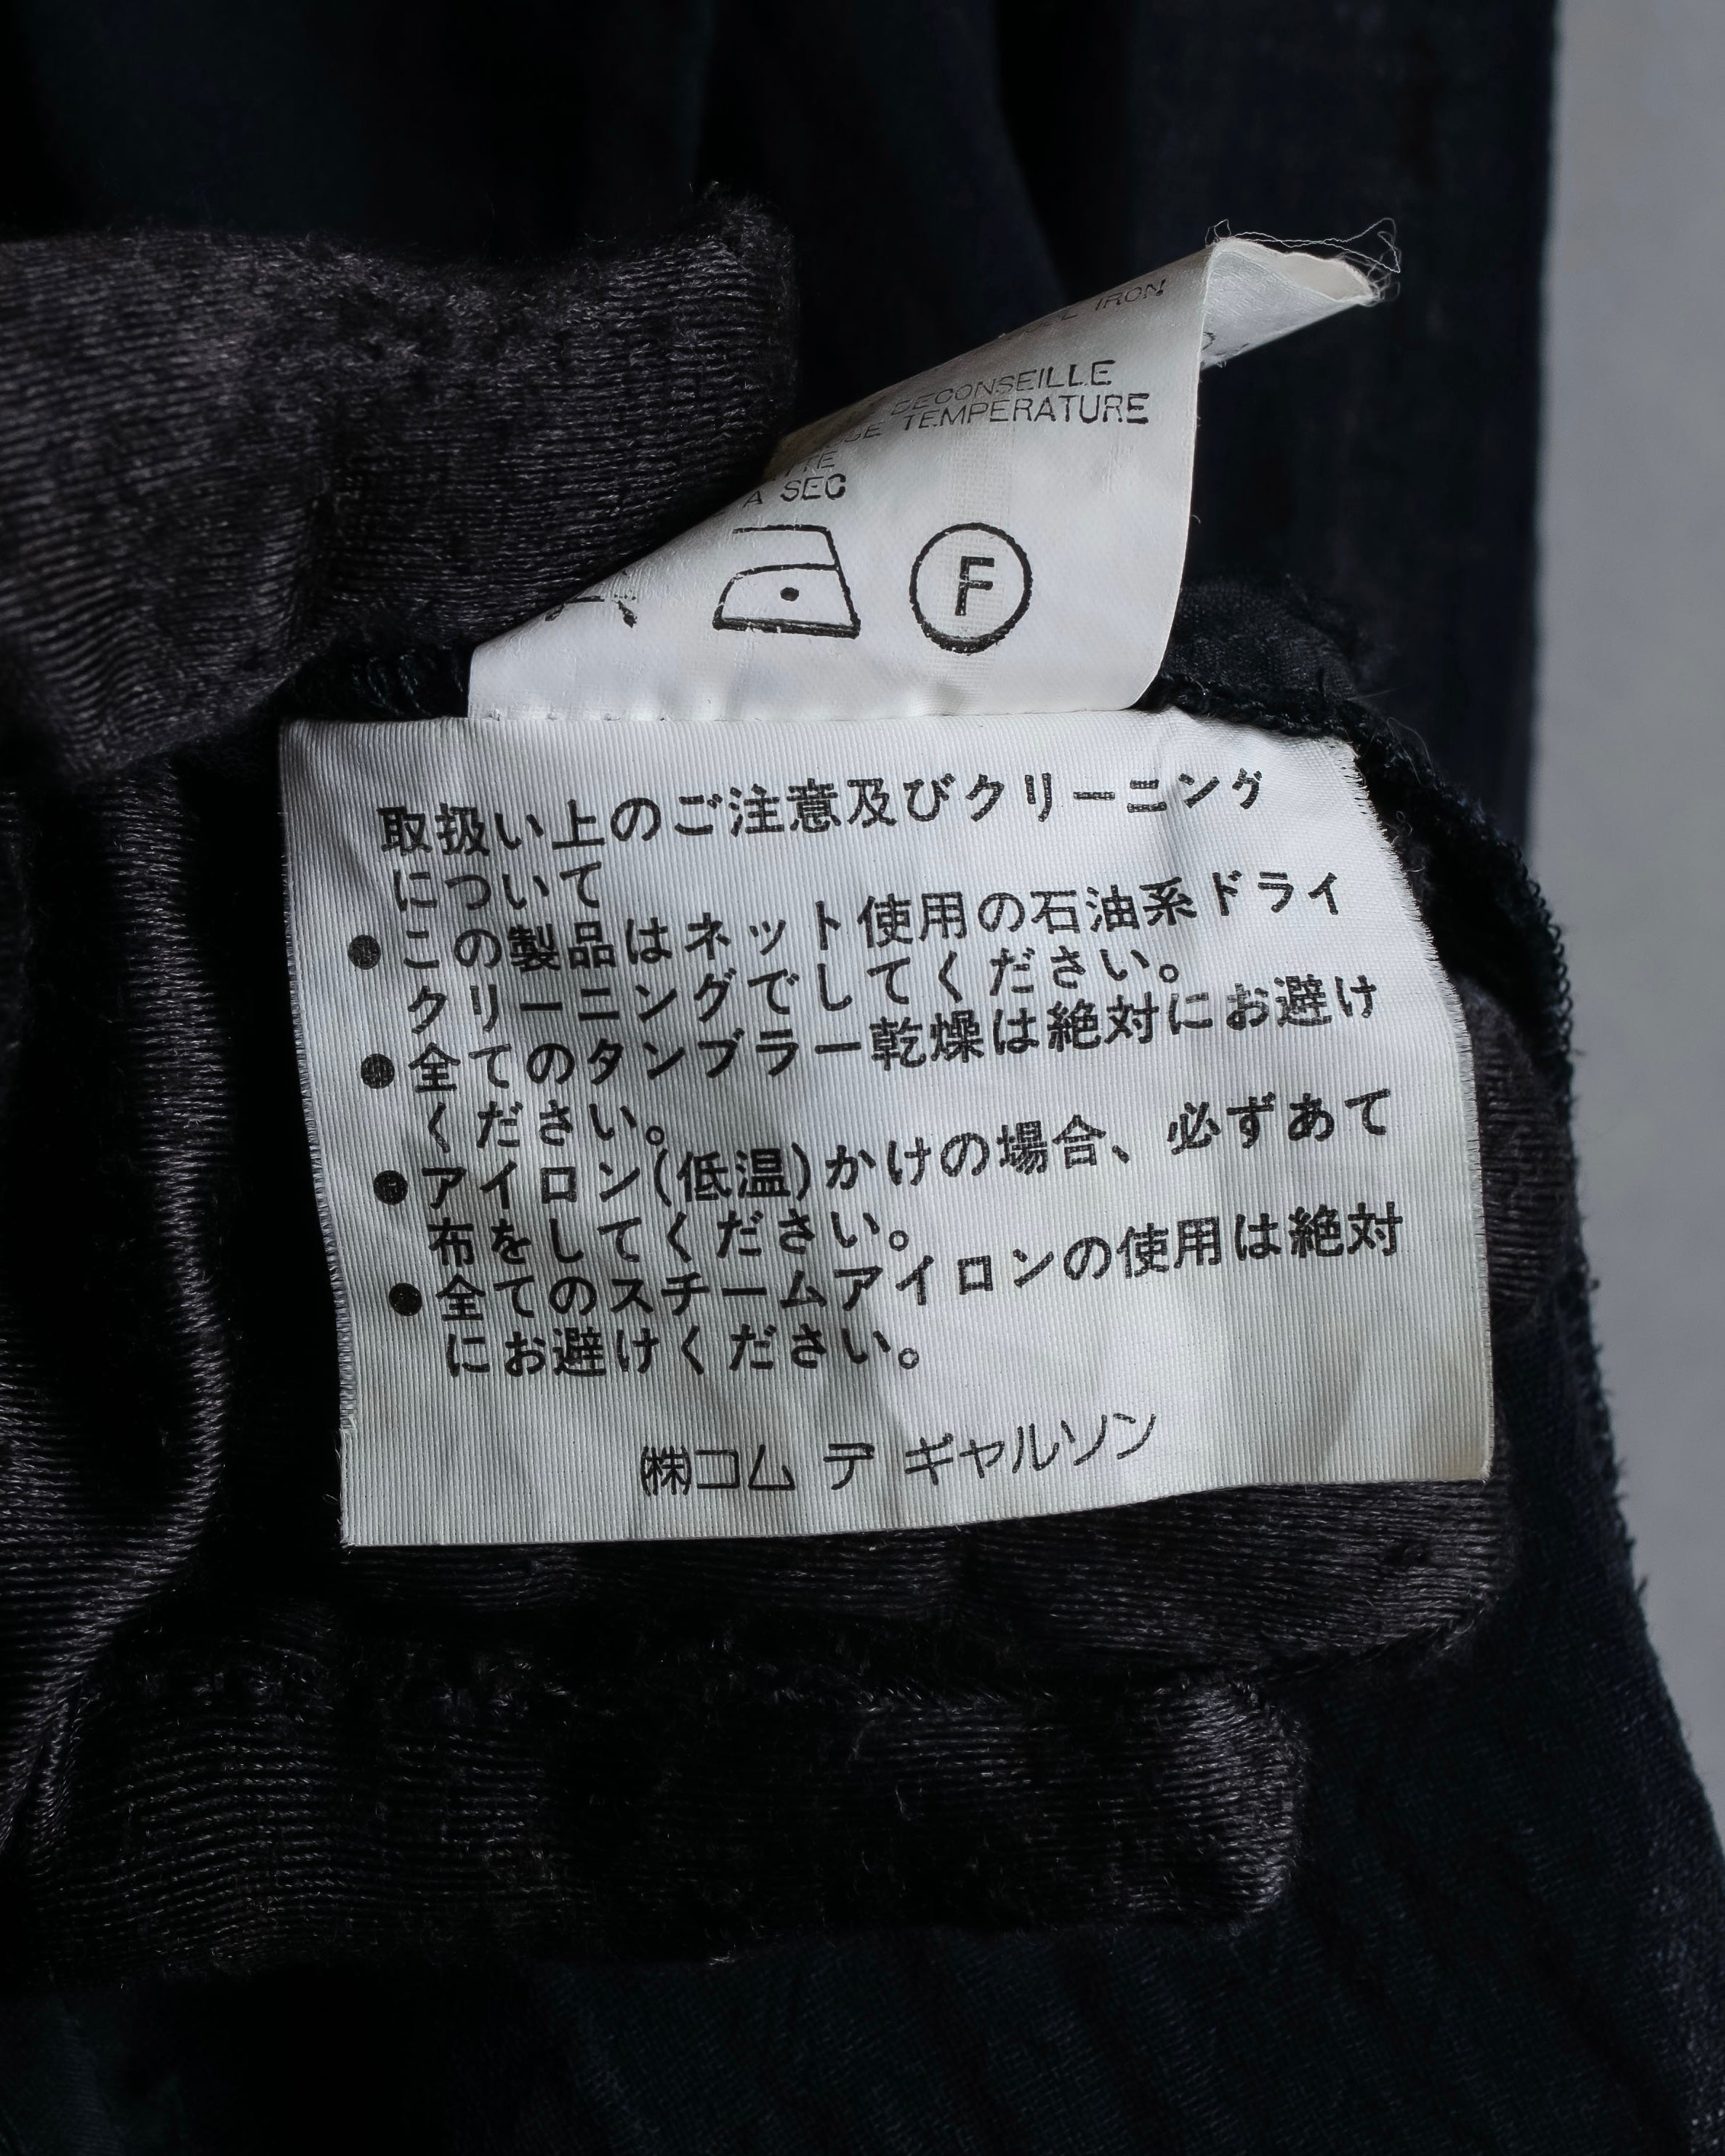 IRON
DECONSEILLE
TEMPERATURE
A SEC
F
取扱い上のご注意及びクリーニング
について
●この製品はネット使用の石油系ドライ
クリーニングでしてください。
●全てのタンブラー乾燥は絶対にお避け
ください。
●アイロン(低温)かけの場合、必ずあて
布をしてください。
●全てのスチームアイロンの使用は絶対
にお避けください。
㈱コム デ ギャルソン